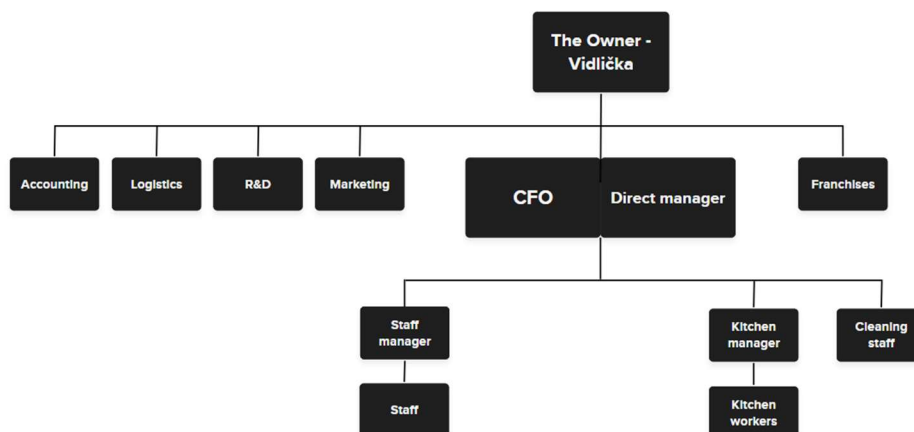 The Owner -
Vidlička
Accounting
Logistics
R&D
Marketing
CFO
Direct manager
Franchises
Staff
manager
Kitchen
manager
Cleaning
staff
Staff
Kitchen
workers